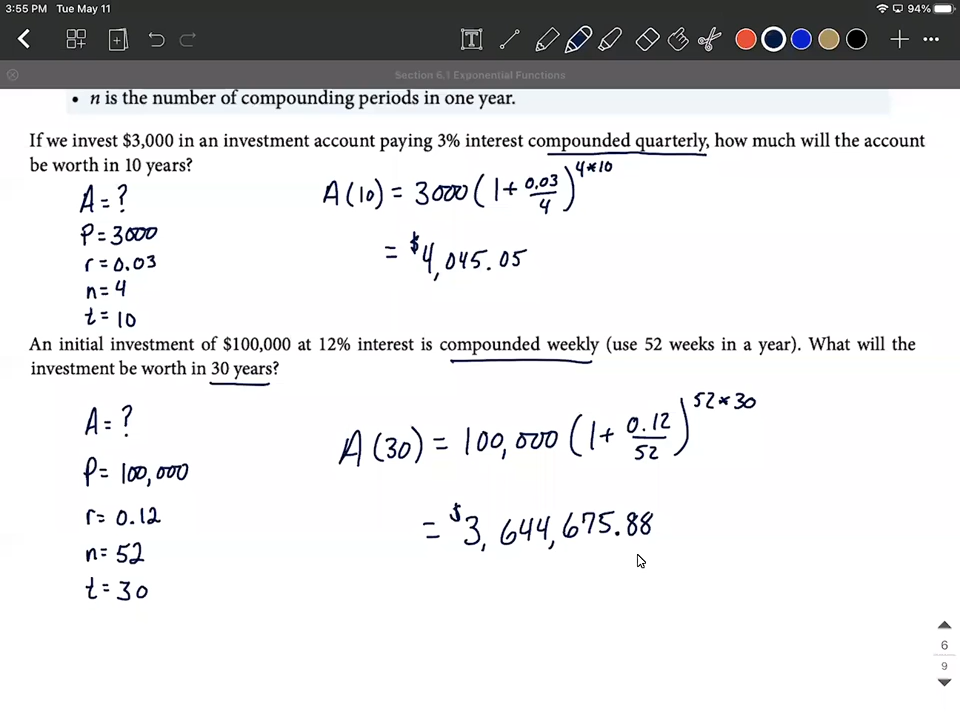 3:55 PM Tue May 11 94%
Section 6.1 Exponential Functions
• n is the number of compounding periods in one year.
If we invest $3,000 in an investment account paying 3% interest compounded quarterly, how much will the account
be worth in 10 years?
A = ?
P = 3000
r = 0.03
n = 4
t = 10
A(10) = 3000 (1 + 0.03/4)^4*10
= $4,045.05
An initial investment of $100,000 at 12% interest is compounded weekly (use 52 weeks in a year). What will the
investment be worth in 30 years?
A = ?
P = 100,000
r = 0.12
n = 52
t = 30
A(30) = 100,000 (1 + 0.12/52)^52*30
= $3,644,675.88
6
9